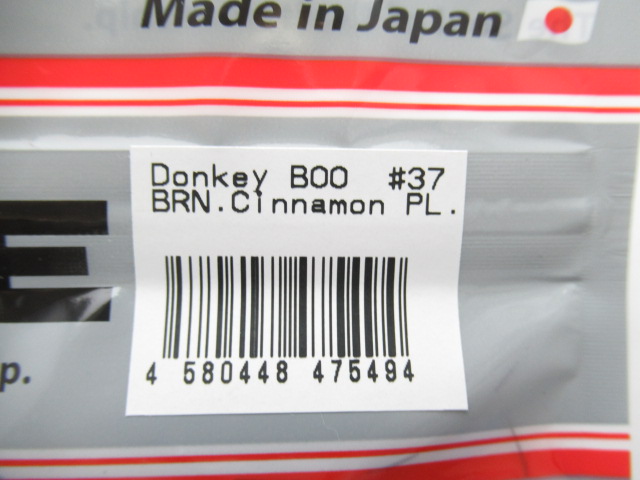 Made in Japan
Donkey BOO #37
BRN.Cinnamon PL.
4 580448 475494
E
p.